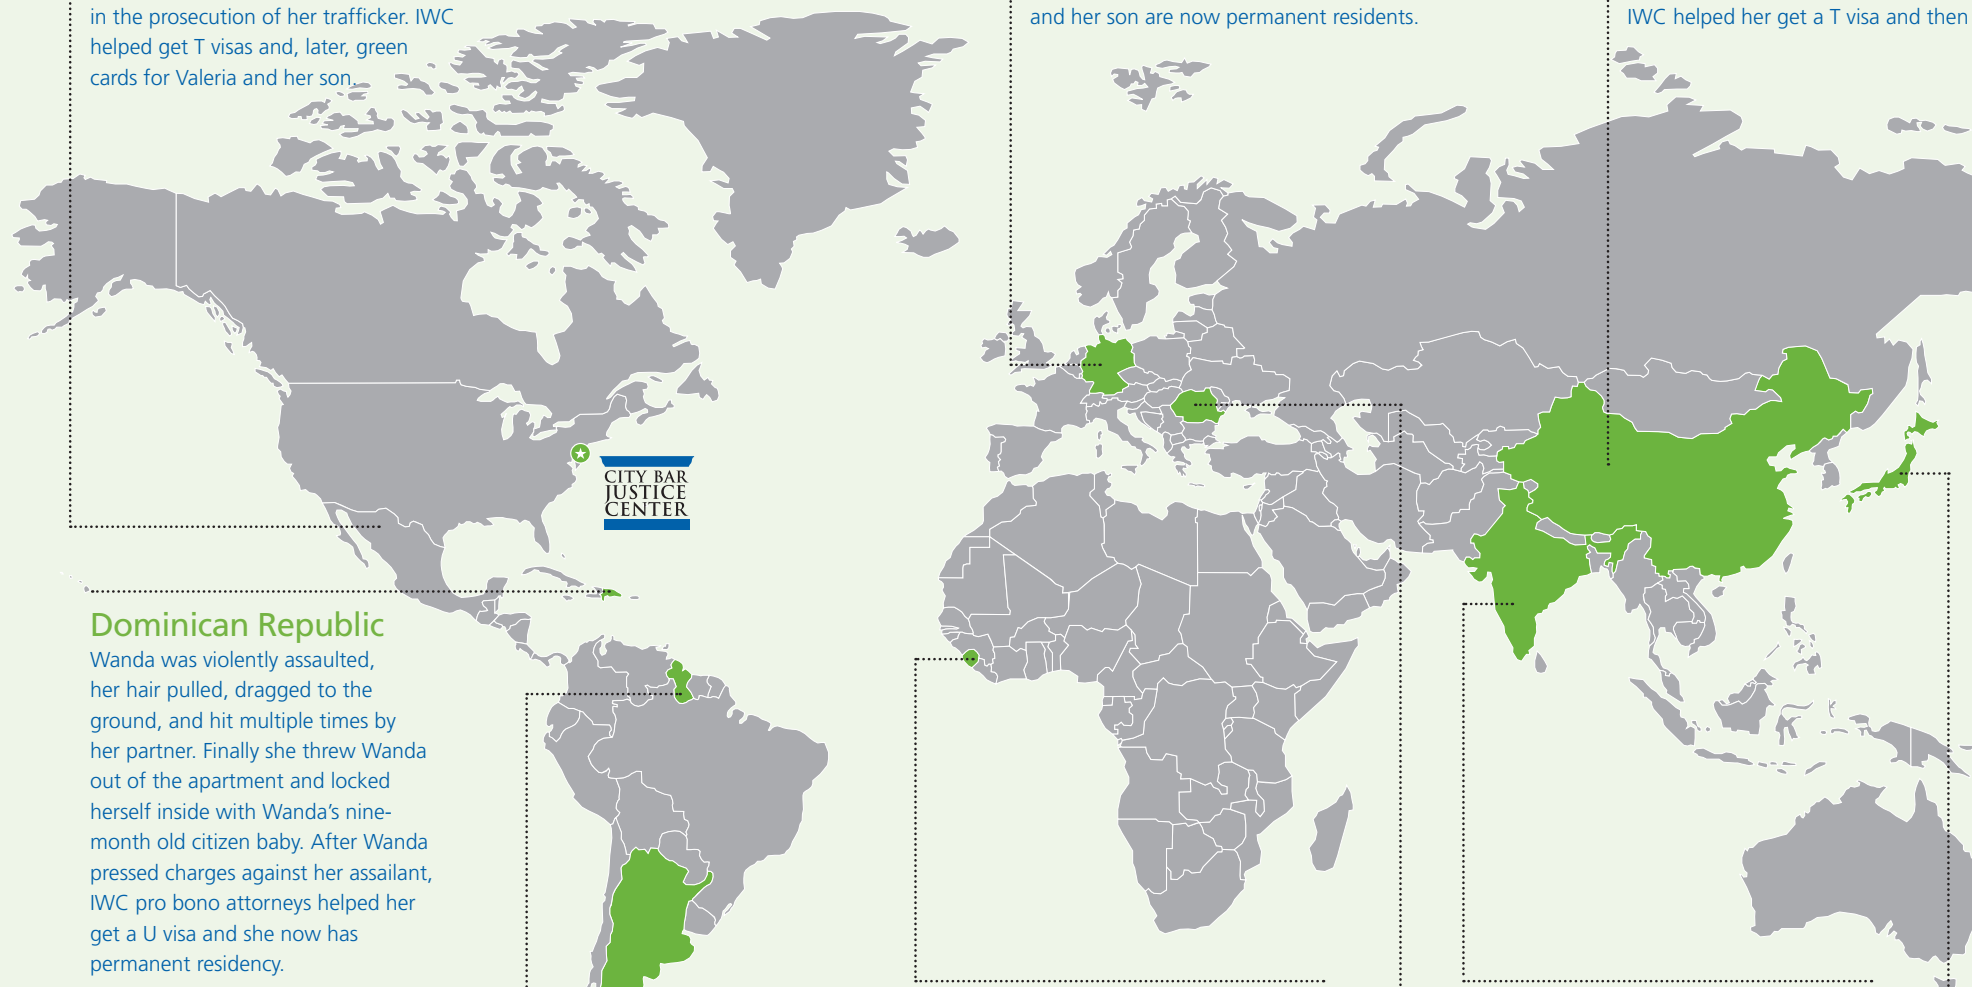 in the prosecution of her trafficker. IWC
helped get T visas and, later, green
cards for Valeria and her son.
and her son are now permanent residents.
IWC helped her get a T visa and then
CITY BAR
JUSTICE
CENTER
Dominican Republic
Wanda was violently assaulted,
her hair pulled, dragged to the
ground, and hit multiple times by
her partner. Finally she threw Wanda
out of the apartment and locked
herself inside with Wanda’s nine-
month old citizen baby. After Wanda
pressed charges against her assailant,
IWC pro bono attorneys helped her
get a U visa and she now has
permanent residency.